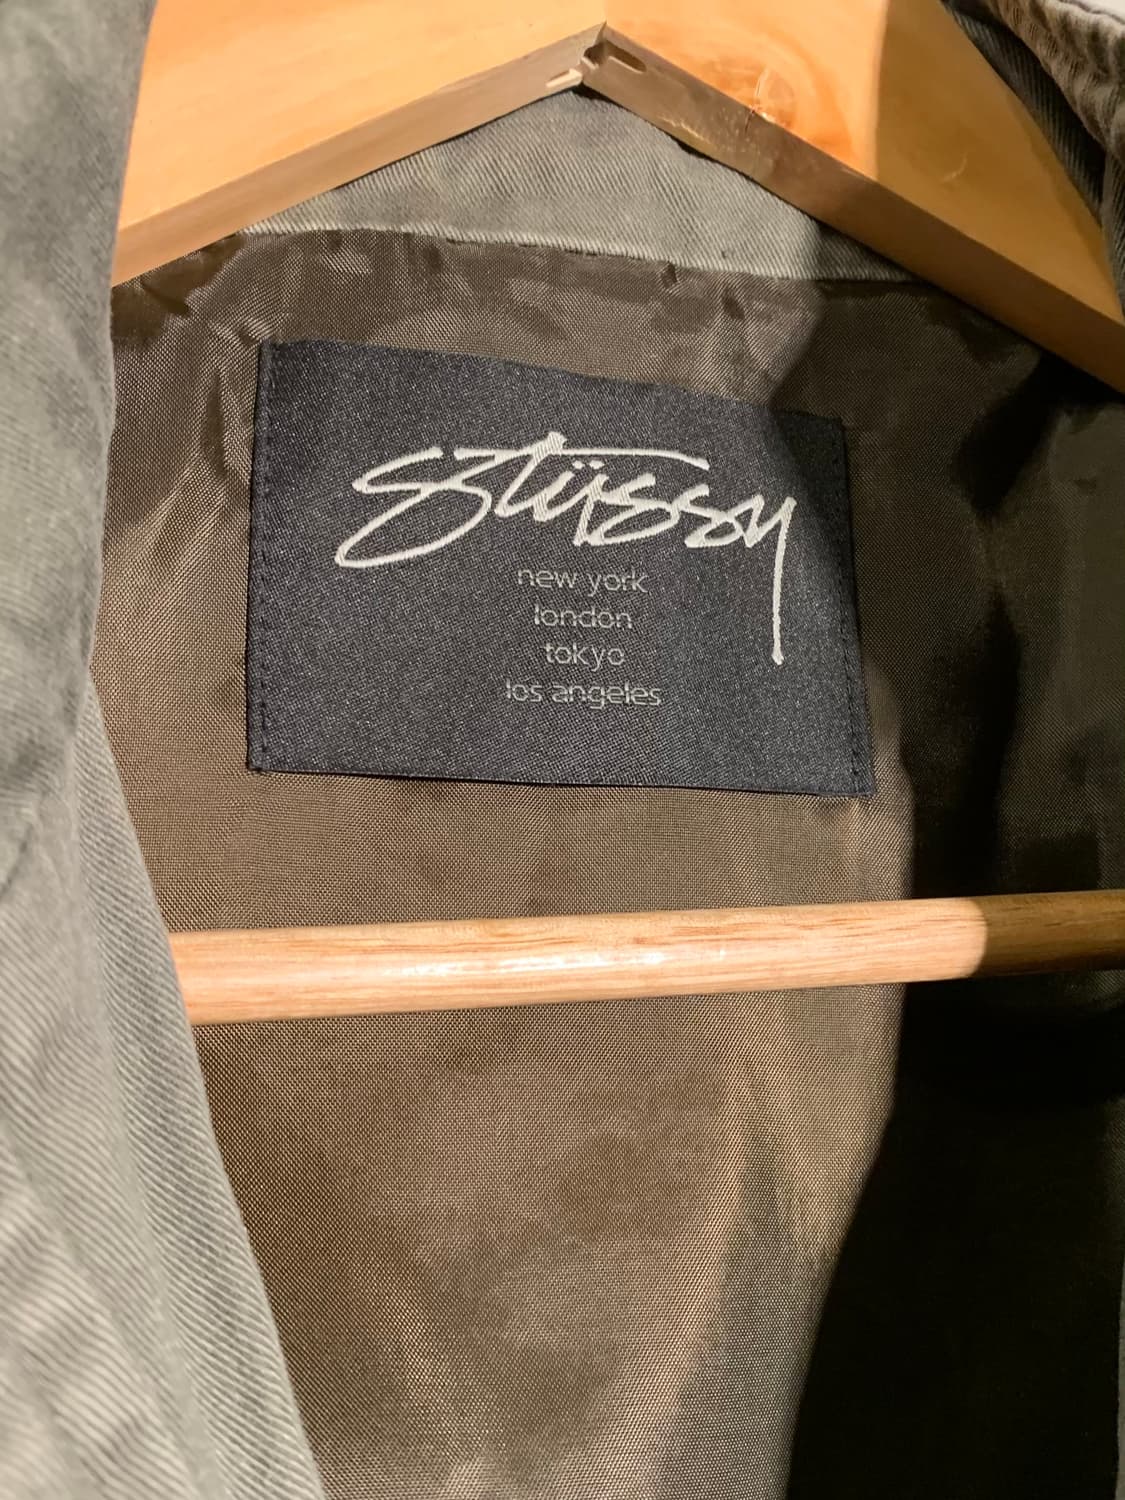 stüssy
new york
london
tokyo
los angeles